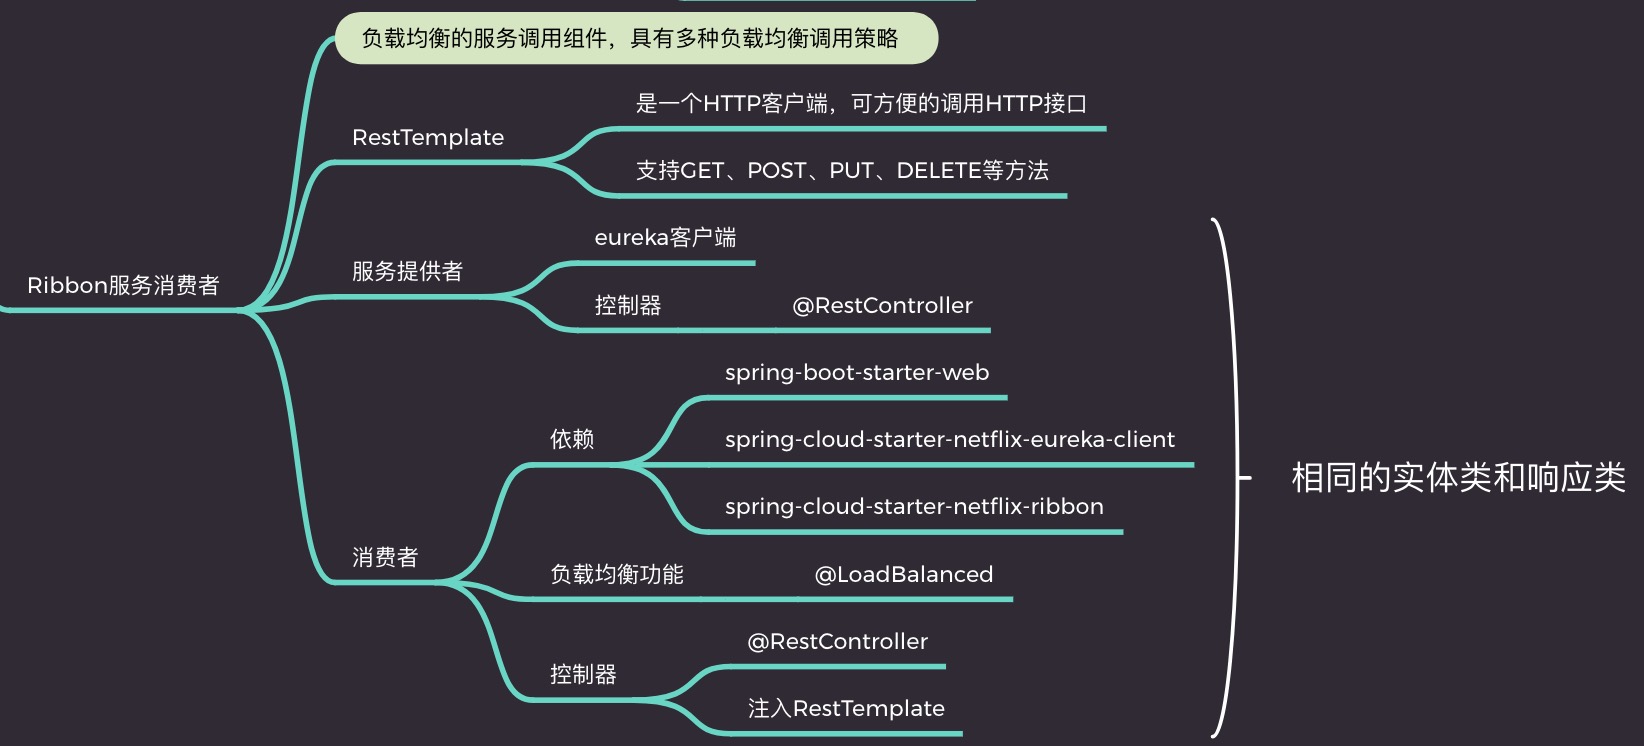 负载均衡的服务调用组件，具有多种负载均衡调用策略
是一个HTTP客户端，可方便的调用HTTP接口
RestTemplate
支持GET、POST、PUT、DELETE等方法
eureka客户端
服务提供者
Ribbon服务消费者
控制器
@RestController
spring-boot-starter-web
依赖
spring-cloud-starter-netflix-eureka-client
相同的实体类和响应类
spring-cloud-starter-netflix-ribbon
消费者
负载均衡功能
@LoadBalanced
@RestController
控制器
注入RestTemplate